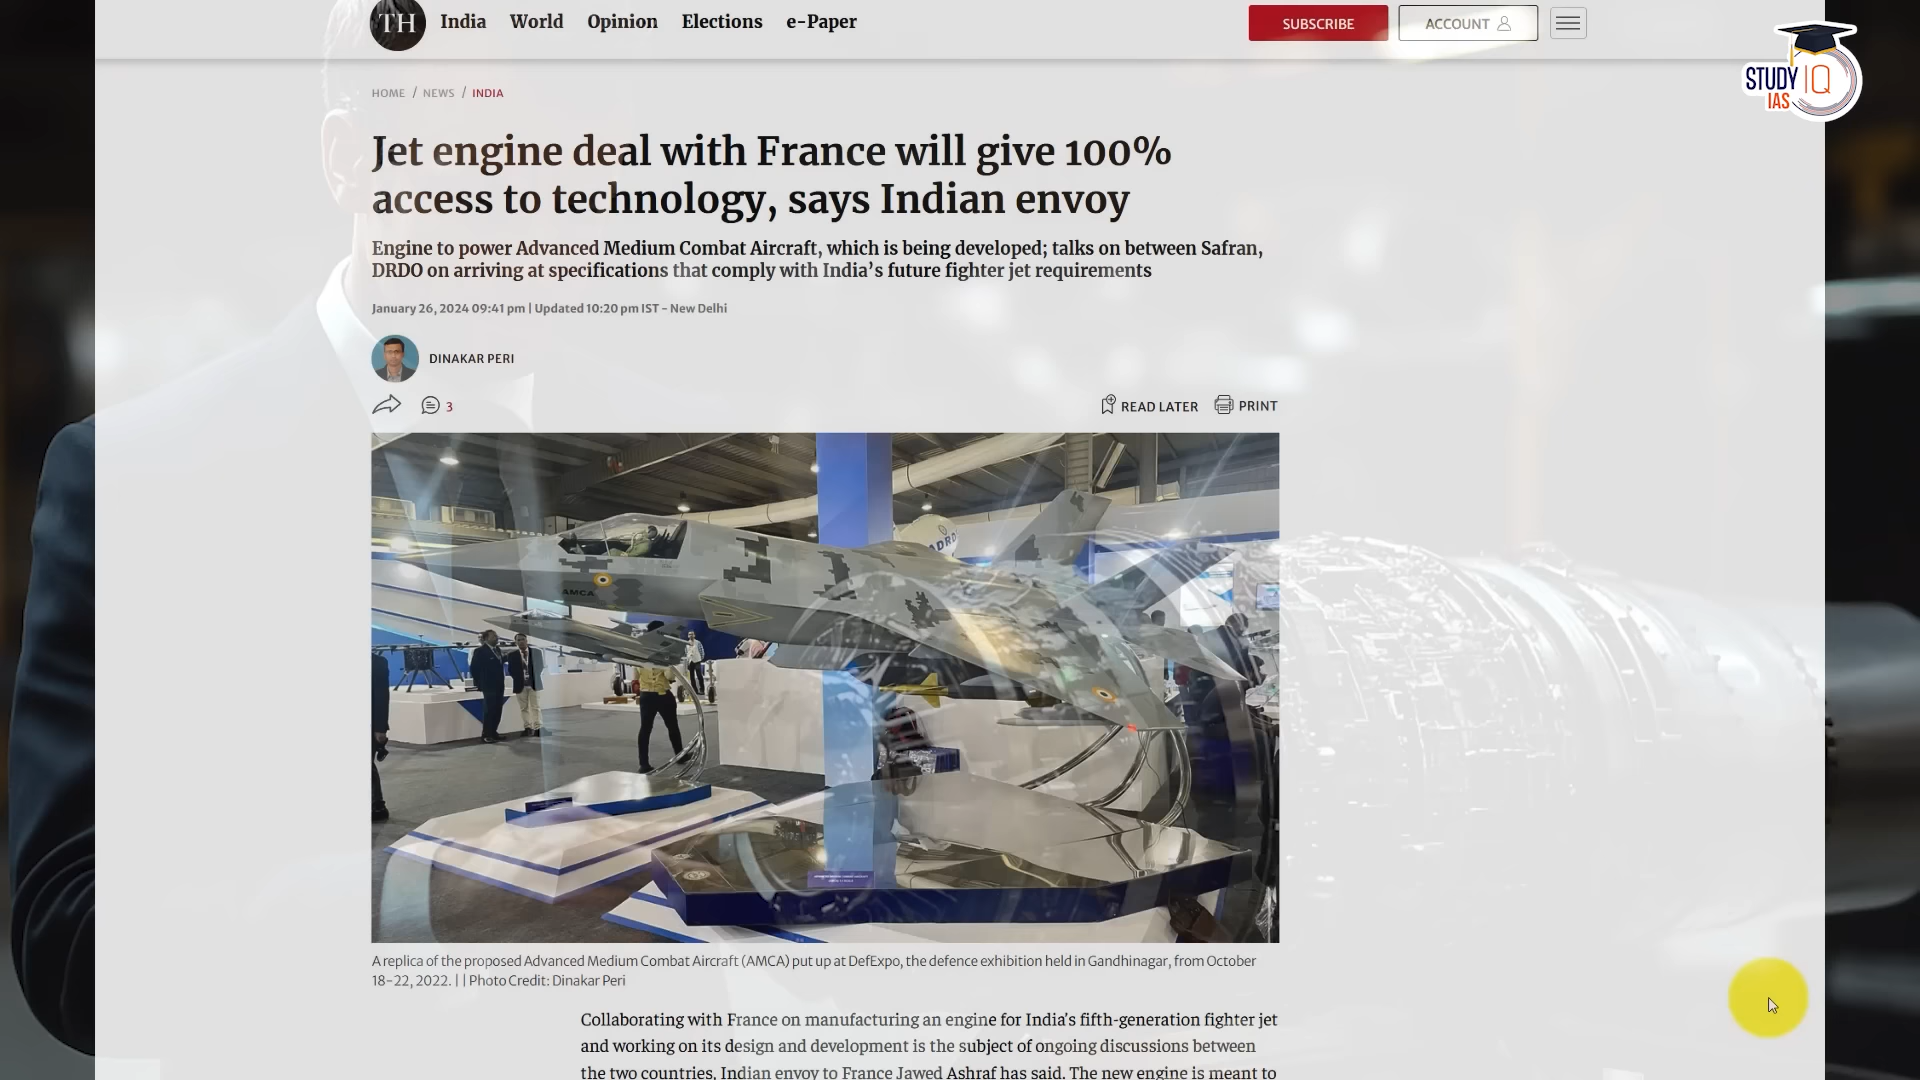 TH India World Opinion Elections e-Paper SUBSCRIBE ACCOUNT
STUDY IQ
IAS
HOME / NEWS / INDIA
Jet engine deal with France will give 100%
access to technology, says Indian envoy
Engine to power Advanced Medium Combat Aircraft, which is being developed; talks on between Safran,
DRDO on arriving at specifications that comply with India’s future fighter jet requirements
January 26, 2024 09:41 pm | Updated 10:20 pm IST - New Delhi
DINAKAR PERI
3 READ LATER PRINT
DRDO
AMCA
A replica of the proposed Advanced Medium Combat Aircraft (AMCA) put up at DefExpo, the defence exhibition held in Gandhinagar, from October
18-22, 2022. | | Photo Credit: Dinakar Peri
Collaborating with France on manufacturing an engine for India’s fifth-generation fighter jet
and working on its design and development is the subject of ongoing discussions between
the two countries, Indian envoy to France Jawed Ashraf has said. The new engine is meant to